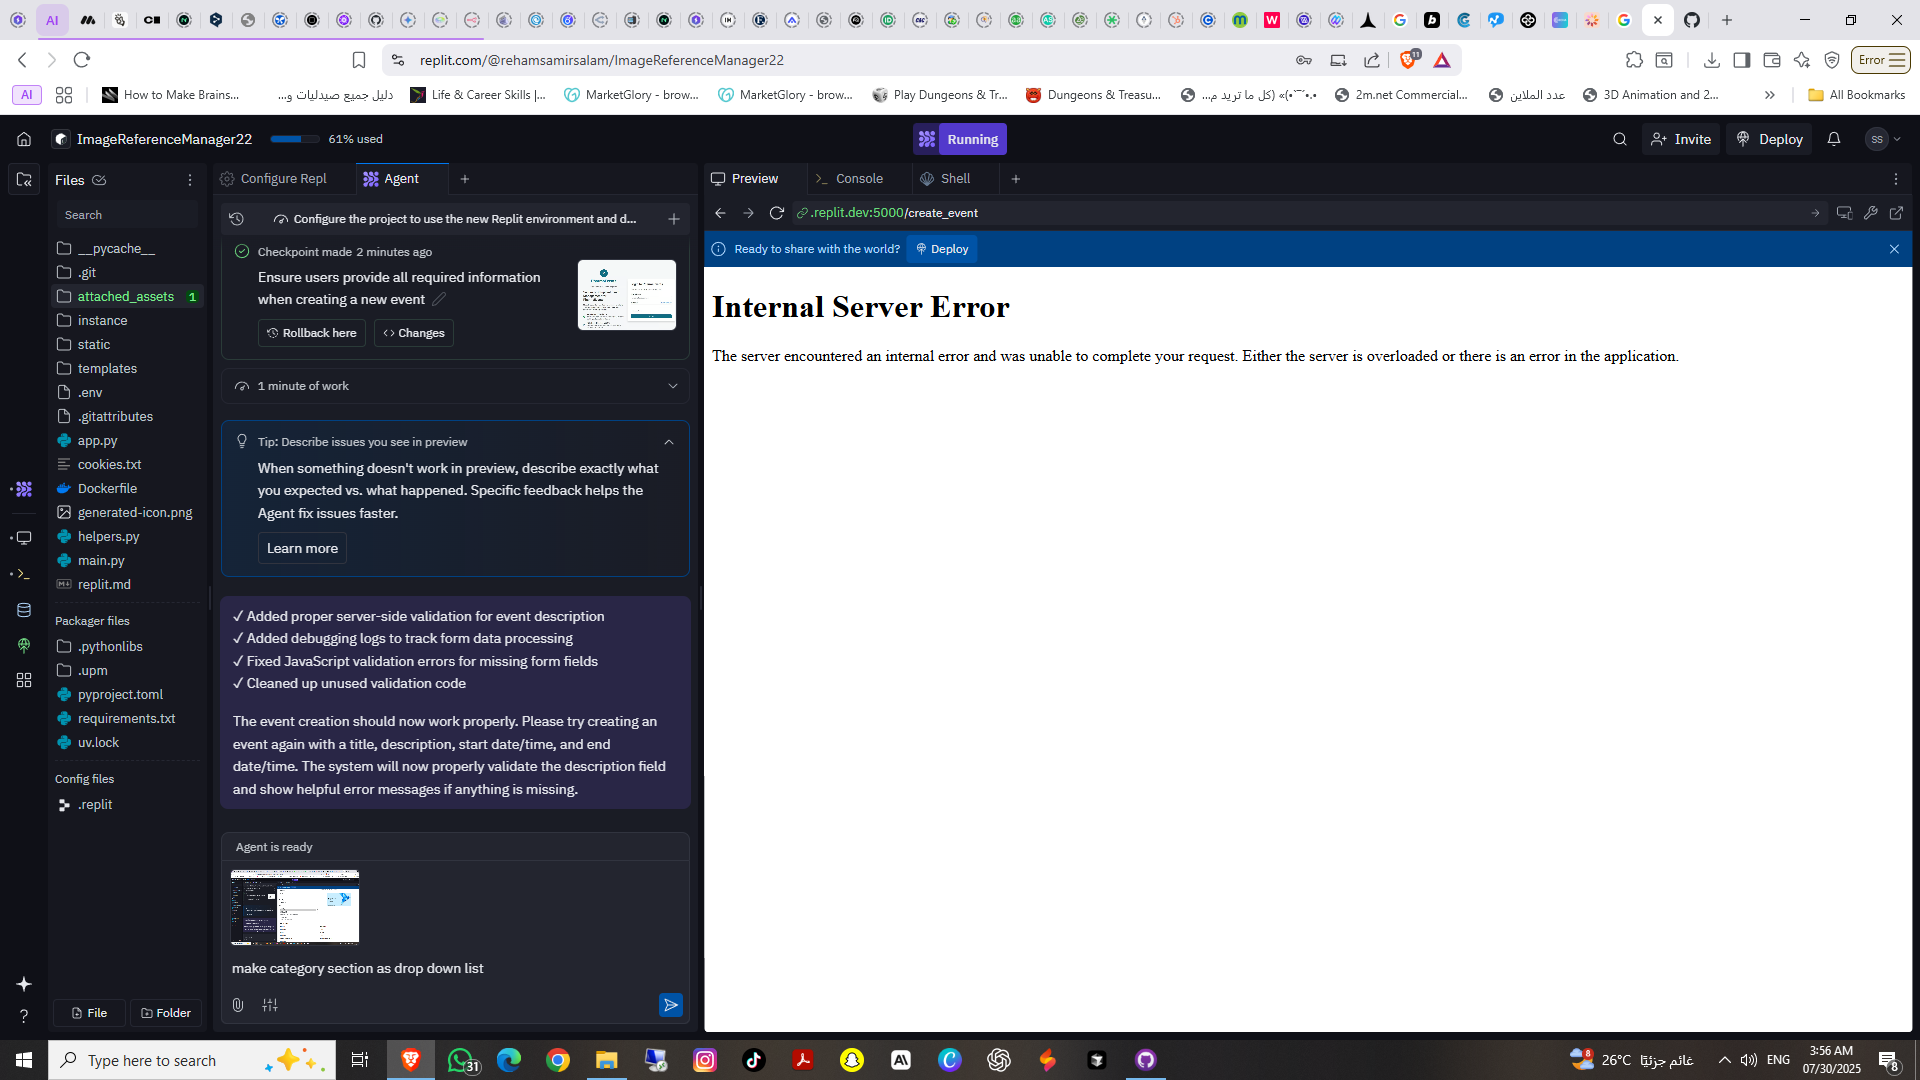 AI
replit.com/@rehamsamirsalam/ImageReferenceManager22
11
Error
AI
How to Make Brains...
دليل جميع صيدليات و...
Life & Career Skills |...
MarketGlory - brow...
MarketGlory - brow...
Play Dungeons & Tr...
Dungeons & Treasu...
•.¸¸.•´¯`•» (كل ما تريد م...
2m.net Commercial...
عدد الملاين
3D Animation and 2...
All Bookmarks
ImageReferenceManager22
61% used
Running
Invite
Deploy
SS
Files
Search
__pycache__
.git
attached_assets 1
instance
static
templates
.env
.gitattributes
app.py
cookies.txt
Dockerfile
generated-icon.png
helpers.py
main.py
replit.md
Packager files
.pythonlibs
.upm
pyproject.toml
requirements.txt
uv.lock
Config files
.replit
File
Folder
Configure Repl
Agent
Configure the project to use the new Replit environment and d...
Checkpoint made 2 minutes ago
Ensure users provide all required information
when creating a new event
Rollback here
Changes
1 minute of work
Tip: Describe issues you see in preview
When something doesn't work in preview, describe exactly what
you expected vs. what happened. Specific feedback helps the
Agent fix issues faster.
Learn more
✓ Added proper server-side validation for event description
✓ Added debugging logs to track form data processing
✓ Fixed JavaScript validation errors for missing form fields
✓ Cleaned up unused validation code
The event creation should now work properly. Please try creating an
event again with a title, description, start date/time, and end
date/time. The system will now properly validate the description field
and show helpful error messages if anything is missing.
Agent is ready
make category section as drop down list
Preview
Console
Shell
.replit.dev:5000/create_event
Ready to share with the world?
Deploy
Internal Server Error
The server encountered an internal error and was unable to complete your request. Either the server is overloaded or there is an error in the application.
Type here to search
31
8
26°C
غائم جزئيًا
ENG
3:56 AM
07/30/2025
8